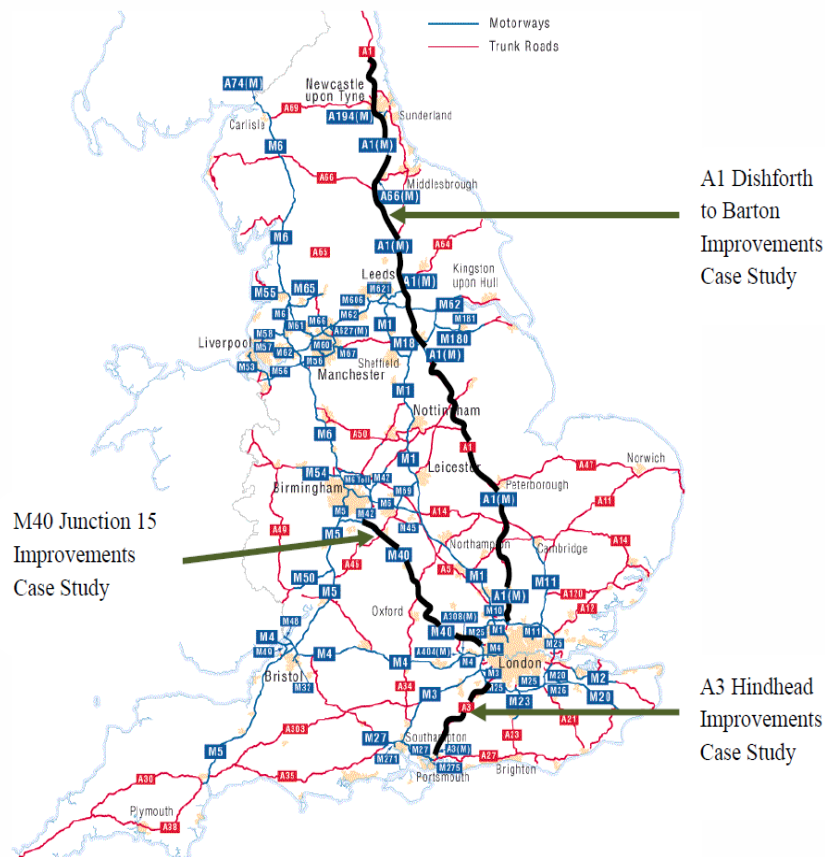 Motorways
Trunk Roads
A1
A74(M)
Newcastle
upon Tyne
A69
A194(M)
Sunderland
Carlisle
M6
A1(M)
A66
Middlesbrough
A66(M)
A1 Dishforth
to Barton
Improvements
Case Study
M6
A1(M)
A64
A65
Leeds
A1(M)
Kingston
upon Hull
M55
M65
M606
M621
M62
M6
M61
M66
M62
M1
M181
M58
A627(M)
M18
M180
Liverpool
M57
M62
M60
M67
Sheffield
A1(M)
M53
M56
M56
Manchester
M1
Nottingham
M6
A50
M1
A1
Leicester
A47
Norwich
M54
M6 Toll
M42
Peterborough
Birmingham
M69
A1(M)
A11
M5
M42
M6
A14
M45
A14
M40 Junction 15
Improvements
Case Study
A49
M5
A46
M40
Northampton
Cambridge
A5
M1
M11
M50
M5
A1(M)
A120
A12
Oxford
A308(M)
M10
M48
M4
M40
M25
M1
M11
M25
M49
M4
M4
A404(M)
M4
M4
London
Bristol
M32
M3
M25
M20
M2
A34
M3
M25
M26
M20
M23
A3
A21
A3 Hindhead
Improvements
Case Study
A303
M27
Southampton
A23
M5
M271
M27
A3(M)
A27
A30
A35
M275
Portsmouth
Brighton
Plymouth
A38